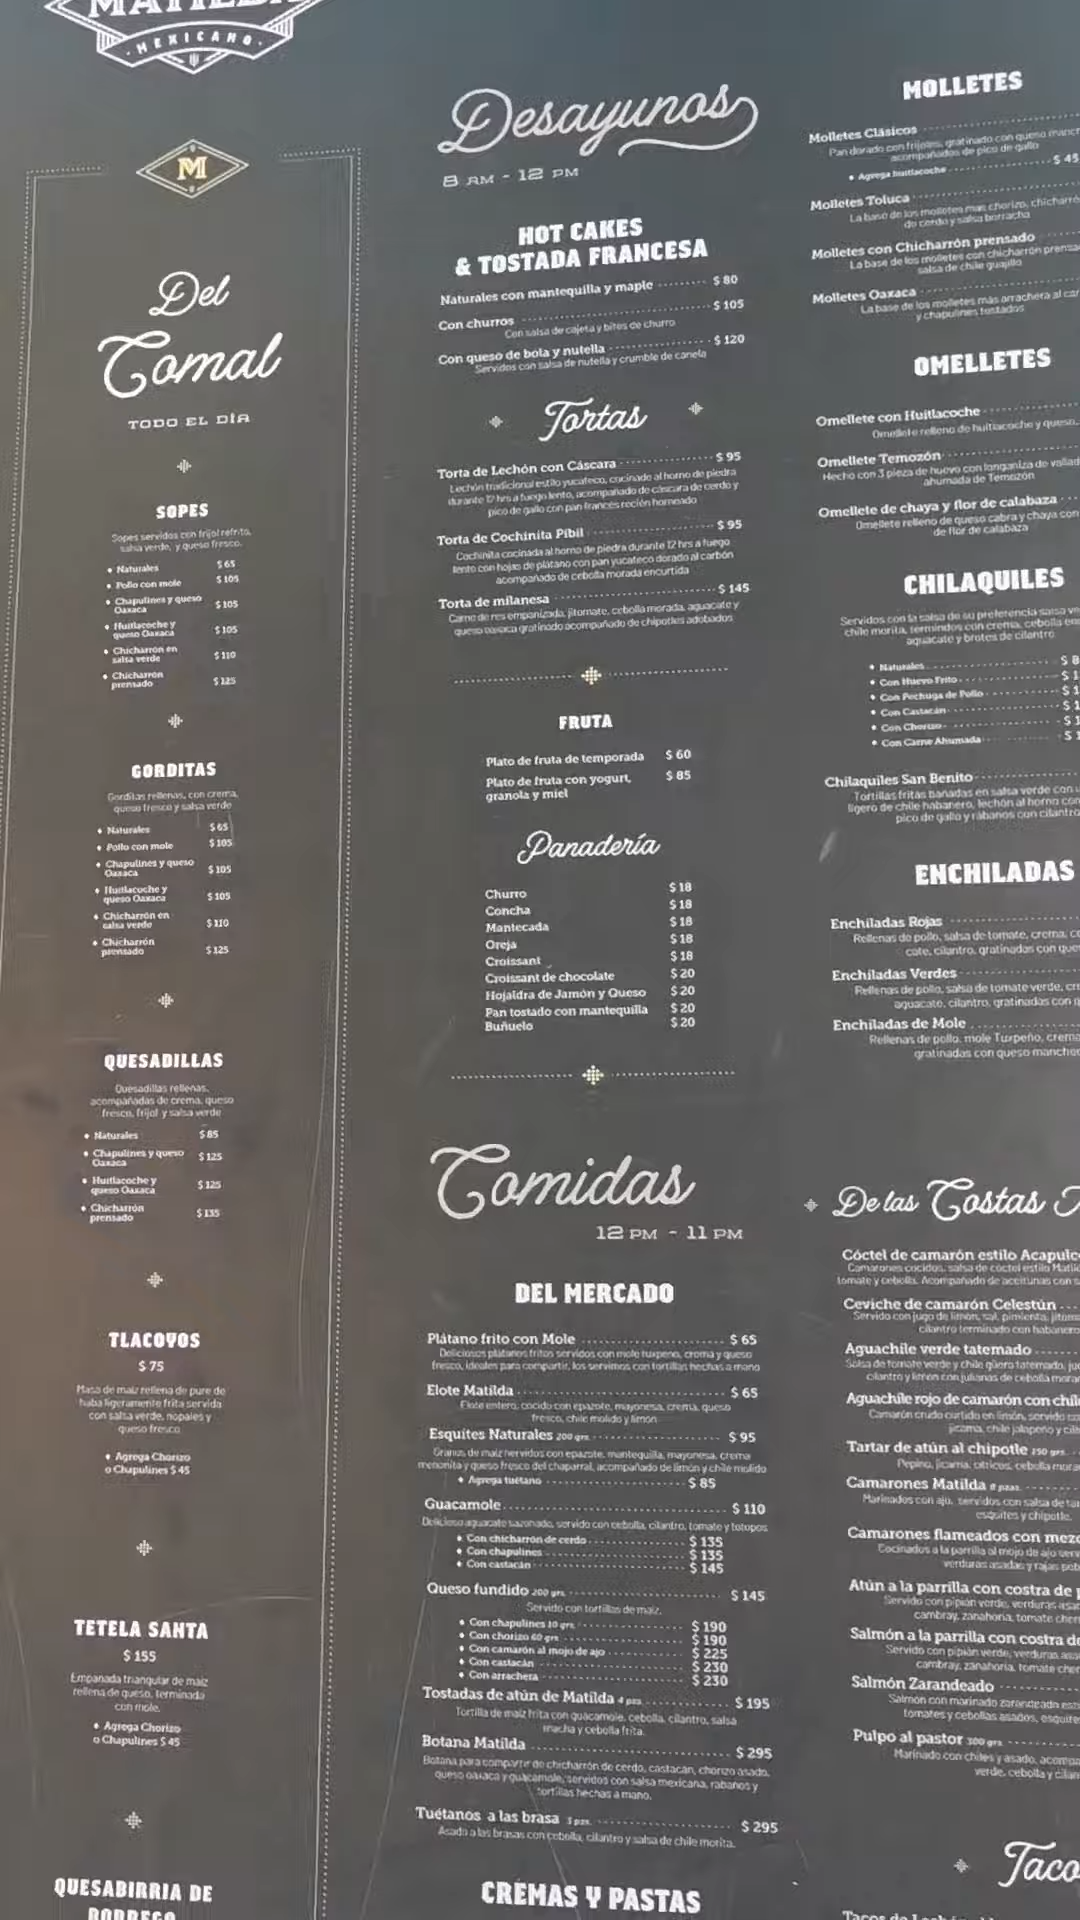 MATILDA
· MEXICANO ·
M
Del
Comal
TODO EL DÍA
SOPES
Sopes servidos con frijol refrito,
salsa verde, y queso fresco.
• Naturales $ 65
• Pollo con mole $ 105
• Chapulines y queso
Oaxaca $ 105
• Huitlacoche y
queso Oaxaca $ 105
• Chicharrón en
salsa verde $ 110
• Chicharrón
prensado $ 125
GORDITAS
Gorditas rellenas, con crema,
queso fresco y salsa verde
• Naturales $ 65
• Pollo con mole $ 105
• Chapulines y queso
Oaxaca $ 105
• Huitlacoche y
queso Oaxaca $ 105
• Chicharrón en
salsa verde $ 110
• Chicharrón
prensado $ 125
QUESADILLAS
Quesadillas rellenas,
acompañadas de crema, queso
fresco, frijol y salsa verde
• Naturales $ 85
• Chapulines y queso
Oaxaca $ 125
• Huitlacoche y
queso Oaxaca $ 125
• Chicharrón
prensado $ 135
TLACOYOS
$ 75
Masa de maíz rellena de pure de
haba ligeramente frita servida
con salsa verde, nopales y
queso fresco
• Agrega Chorizo
o Chapulines $ 45
TETELA SANTA
$ 155
Empanada triangular de maíz
rellena de queso, terminada
con mole.
• Agrega Chorizo
o Chapulines $ 45
QUESABIRRIA DE
BORREGO
Desayunos
8 AM - 12 PM
HOT CAKES
& TOSTADA FRANCESA
Naturales con mantequilla y maple $ 80
Con churros $ 105
Con salsa de cajeta y bites de churro
Con queso de bola y nutella $ 120
Servidos con salsa de nutella y crumble de canela
Tortas
Torta de Lechón con Cáscara $ 95
Lechón tradicional estilo yucateco, cocinado al horno de piedra
durante 12 hrs a fuego lento, acompañado de cáscara de cerdo y
pico de gallo con pan frances recién horneado
Torta de Cochinita Pibil $ 95
Cochinita cocinada al horno de piedra durante 12 hrs a fuego
lento con hojas de plátano con pan yucateco dorado al carbón
acompañado de cebolla morada encurtida
Torta de milanesa $ 145
Carne de res empanizada, jitomate, cebolla morada, aguacate y
queso oaxaca gratinado acompañado de chipotles adobados
FRUTA
Plato de fruta de temporada $ 60
Plato de fruta con yogurt,
granola y miel $ 85
Panadería
Churro $ 18
Concha $ 18
Mantecada $ 18
Oreja $ 18
Croissant $ 18
Croissant de chocolate $ 20
Hojaldra de Jamón y Queso $ 20
Pan tostado con mantequilla $ 20
Buñuelo $ 20
Comidas
12 PM - 11 PM
DEL MERCADO
Plátano frito con Mole $ 65
Deliciosos plátanos fritos servidos con mole tuxpeno, crema y queso
fresco, ideales para compartir, los servimos con tortillas hechas a mano
Elote Matilda $ 65
Elote entero, cocido con epazote, mayonesa, crema, queso
fresco, chile molido y limon
Esquites Naturales 200 grs. $ 95
Granos de maíz hervidos con epazote, mantequilla, mayonesa, crema
menonita y queso fresco del chaparral, acompañado de limón y chile molido
• Agrega tuétano $ 85
Guacamole $ 110
Delicioso aguacate sazonado, servido con cebolla, cilantro, tomate y totopos
• Con chicharrón de cerdo $ 135
• Con chapulines $ 135
• Con castacán $ 145
Queso fundido 200 grs. $ 145
Servido con tortillas de maíz.
• Con chapulines 10 grs. $ 190
• Con chorizo 60 grs. $ 190
• Con camarón al mojo de ajo $ 225
• Con castacán $ 230
• Con arrachera $ 230
Tostadas de atún de Matilda 4 pzs. $ 195
Tortilla de maíz frita con guacamole, cebolla, cilantro, salsa
macha y cebolla frita.
Botana Matilda $ 295
Botana para compartir de chicharrón de cerdo, castacán, chorizo asado,
queso oaxaca y guacamole, servidos con salsa mexicana, rabanos y
tortillas hechas a mano.
Tuétanos a las brasa 3 pzs. $ 295
Asado a las brasas con cebolla, cilantro y salsa de chile morita.
CREMAS Y PASTAS
MOLLETES
Molletes Clásicos
Pan dorado con frijoles, gratinado con queso manc
acompañados de pico de gallo
• Agrega huitlacoche $ 45
Molletes Toluca
La base de los molletes mas chorizo, chicharró
de cerdo y salsa borracha
Molletes con Chicharrón prensado
La base de los molletes con chicharrón prensa
salsa de chile guajillo
Molletes Oaxaca
La base de los molletes más arrachera al car
y chapulines tostados
OMELLETES
Omellete con Huitlacoche
Omellete relleno de huitlacoche y queso.
Omellete Temozón
Hecho con 3 pieza de huevo con longaniza de vallad
ahumada de Temozón
Omellete de chaya y flor de calabaza
Omellete relleno de queso cabra y chaya con
de flor de calabaza
CHILAQUILES
Servidos con la salsa de su preferencia salsa ve
chile morita, termindos con crema, cebolla en
aguacate y brotes de cilantro
• Naturales $ 8
• Con Huevo Frito $ 1
• Con Pechuga de Pollo $ 1
• Con Castacán $ 1
• Con Chorizo $ 1
• Con Carne Ahumada $ 1
Chilaquiles San Benito
Tortillas fritas bañadas en salsa verde con u
ligero de chile habanero, lechón al horno con
pico de gallo y rábanos con cilantro
ENCHILADAS
Enchiladas Rojas
Rellenas de pollo, salsa de tomate, crema, c
cate, cilantro, gratinadas con que
Enchiladas Verdes
Rellenas de pollo, salsa de tomate verde, cre
aguacate, cilantro, gratinadas con q
Enchiladas de Mole
Rellenas de pollo, mole Tuxpeño, crema
gratinadas con queso manche
De las Costas
Cóctel de camarón estilo Acapulc
Camarones cocidos, salsa de cóctel estilo Matil
tomate y cebolla. Acompañado de aceitunas con s
Ceviche de camarón Celestún
Servido con jugo de limón, sal, pimienta, jitom
cilantro terminado con habanero
Aguachile verde tatemado
Salsa de tomate verde y chile güero tatemado, ju
cilantro y limon con julianas de cebolla mora
Aguachile rojo de camarón con chil
Camarón crudo curtido en limón, servido co
jícama, chile jalapeño y cil
Tartar de atún al chipotle 150 grs.
Pepino, jícama, cítricos, cebolla mora
Camarones Matilda 8 pzas.
Marinados con ajo, servidos con salsa de ta
esquites y chipotle.
Camarones flameados con mezc
Cocinados a la parrilla al mojo de ajo serv
verduras asadas y rajas pob
Atún a la parrilla con costra de
Servido con pipián verde, verduras asad
cambray, zanahoria, tomate cher
Salmón a la parrilla con costra de
Servido con pipián verde, verduras asa
cambray, zanahoria, tomate che
Salmón Zarandeado
Salmón con marinado zarandeado est
tomates y cebollas asados, esquite
Pulpo al pastor 300 grs.
Marinado con chiles y asado, acompa
verde, cebolla y cilan
Taco
Tacos de